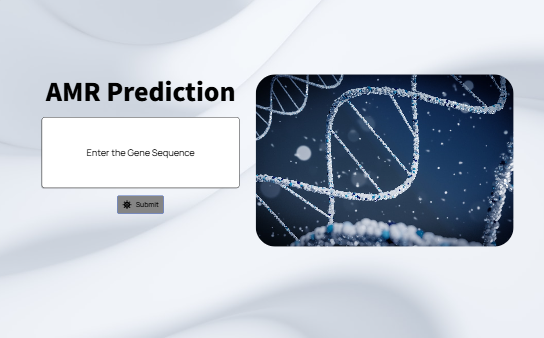 AMR Prediction
Enter the Gene Sequence
Submit